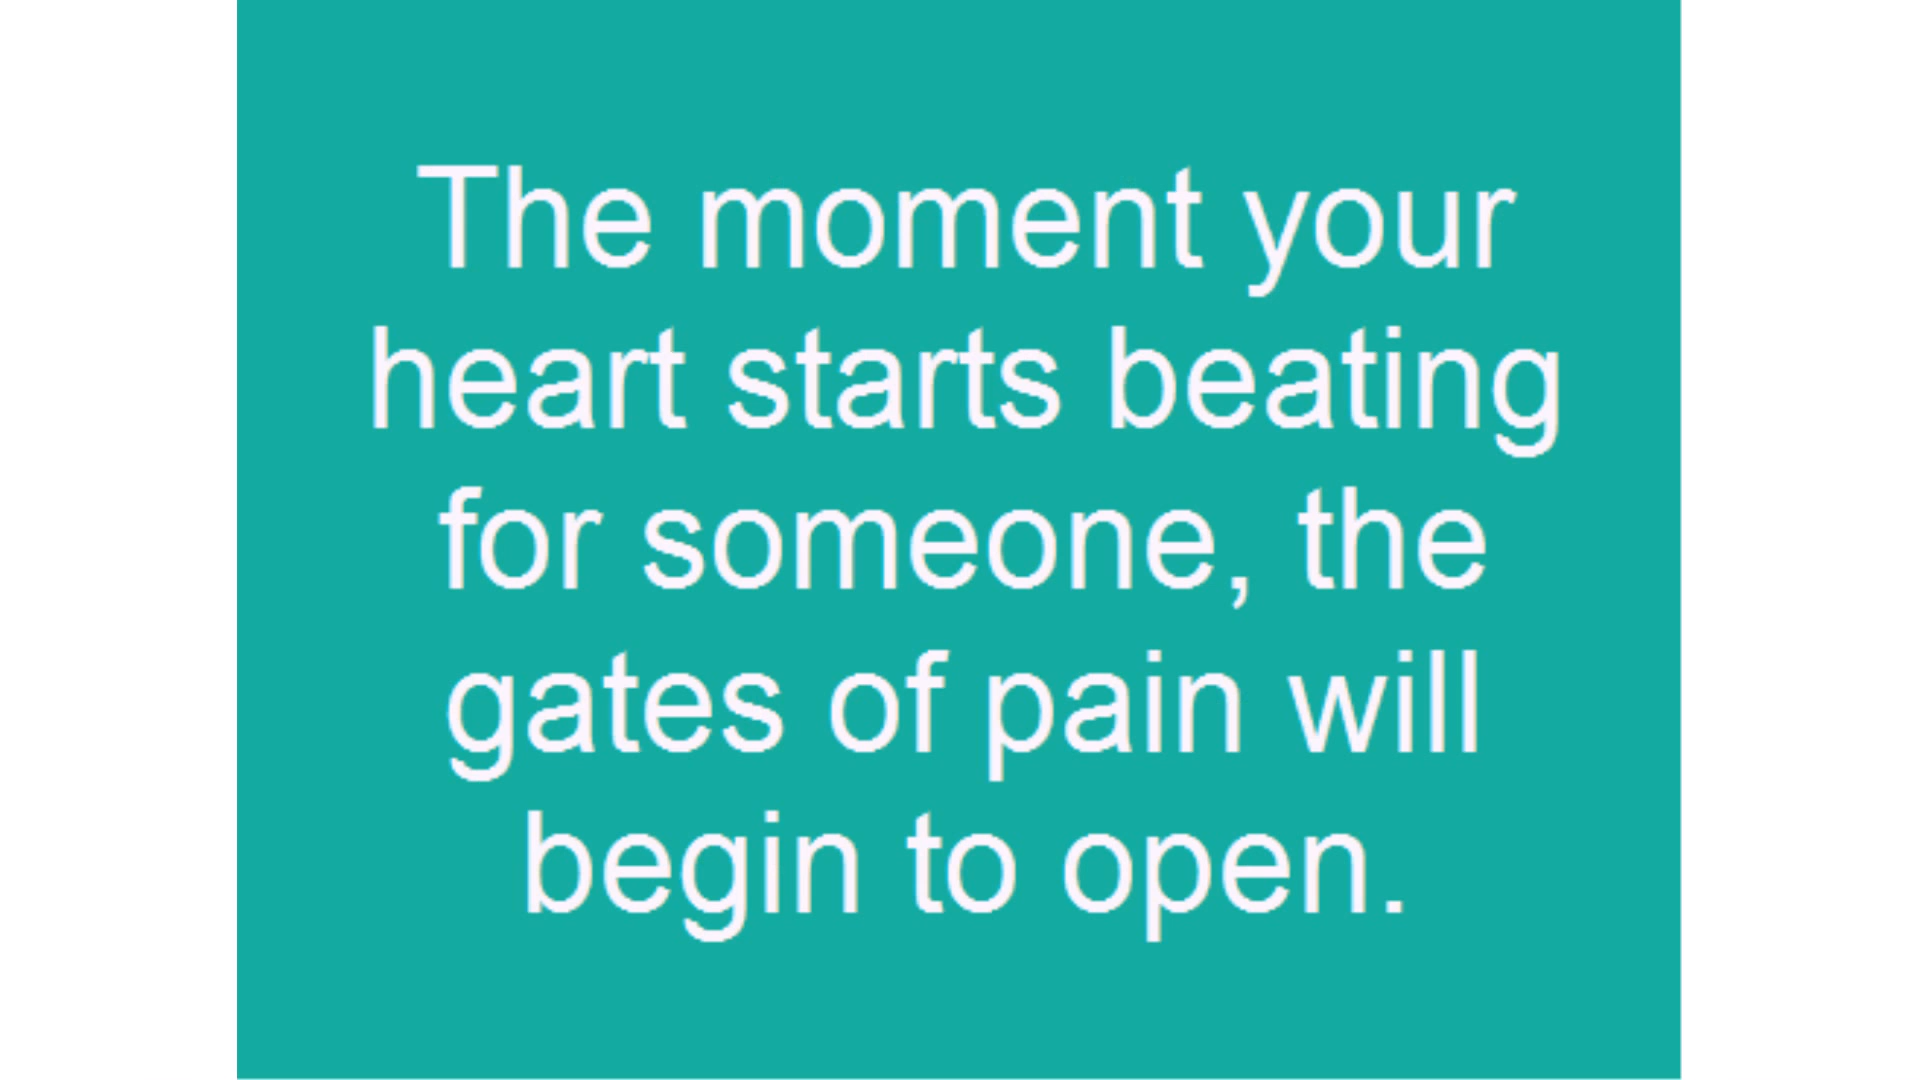 The moment your
heart starts beating
for someone, the
gates of pain will
begin to open.